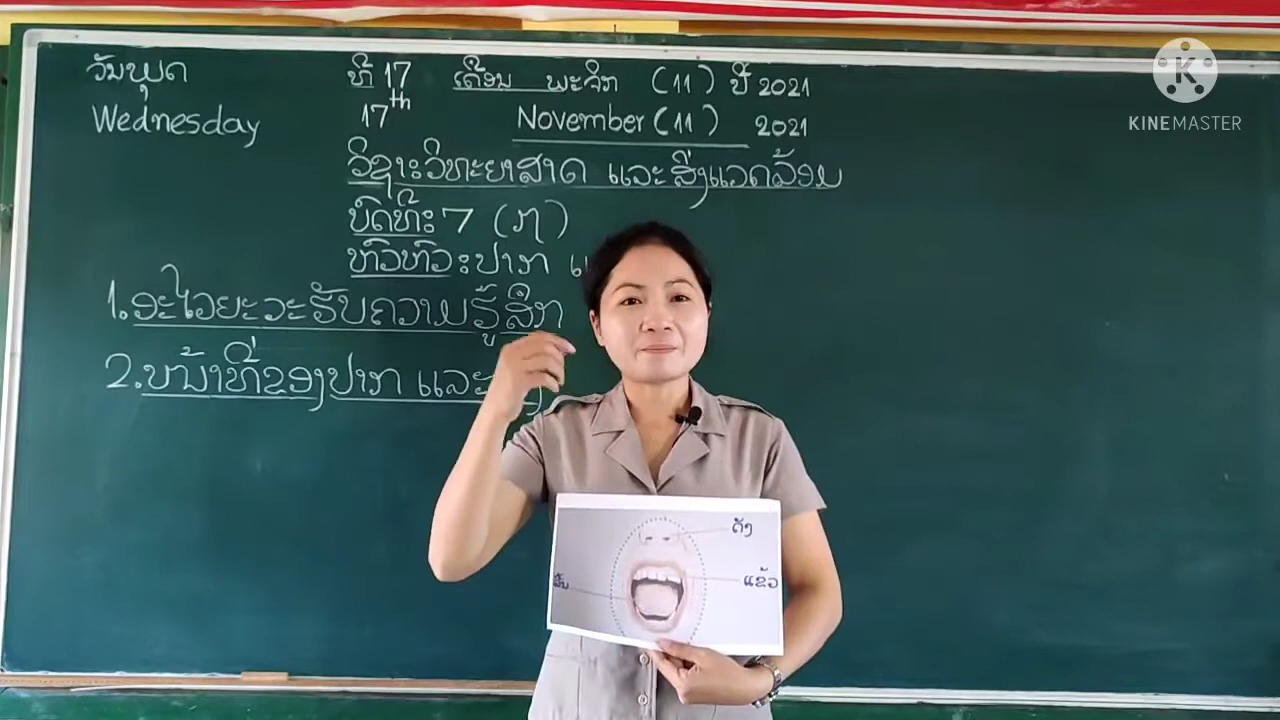 ວັນພຸດ ທີ 17 ເດືອນ ພະຈິກ (11) ປີ 2021
Wednesday 17th November (11) 2021
ວິຊາ: ວິທະຍາສາດ ແລະ ສິ່ງແວດລ້ອມ
ບົດທີ: 7 (໗)
ຫົວຫົວ: ປາກ
1. ອະໄວຍະວະຮັບຄວາມຮູ້ສຶກ
2. ໜ້າທີ່ຂອງປາກ ແລະ
KINEMASTER
ດັງ
ແຂ້ວ
ລີ້ນ